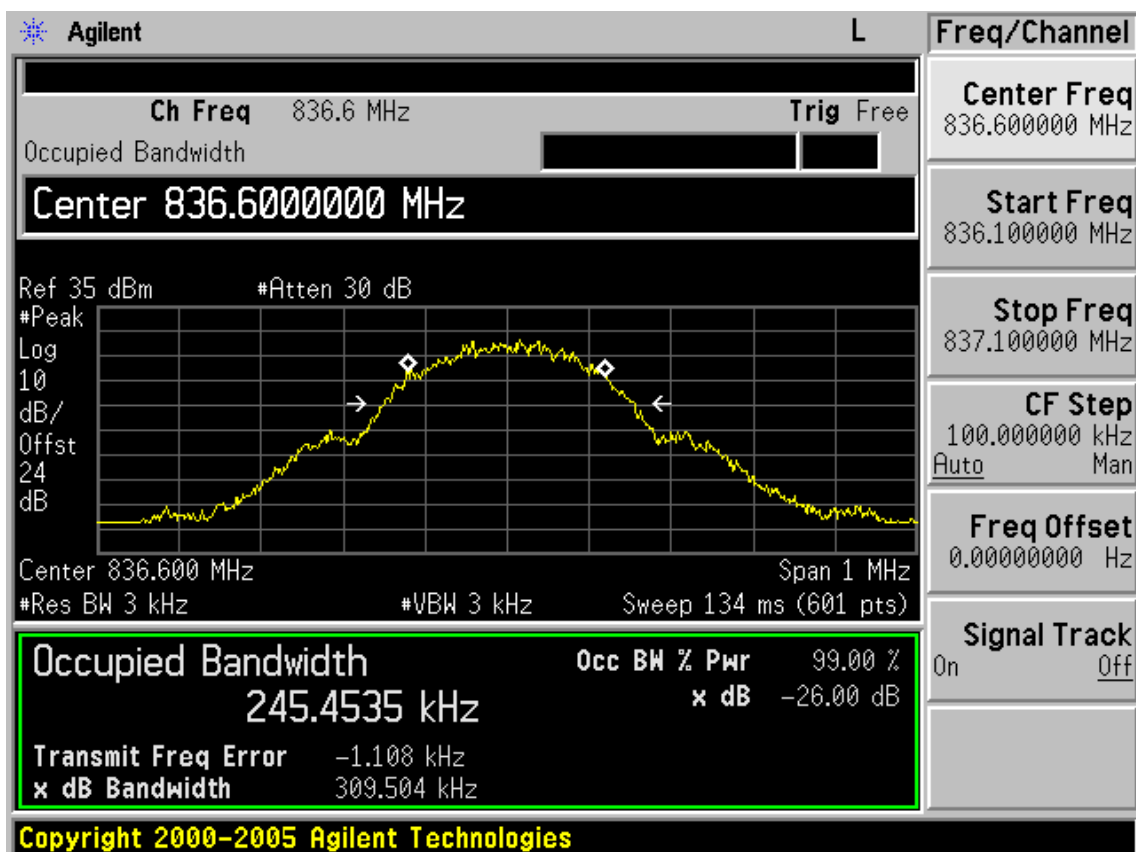 Agilent L Freq/Channel
Ch Freq 836.6 MHz Trig Free
Occupied Bandwidth
Center 836.6000000 MHz
Ref 35 dBm #Atten 30 dB
#Peak
Log
10
dB/
Offst
24
dB
Center 836.600 MHz Span 1 MHz
#Res BW 3 kHz #VBW 3 kHz Sweep 134 ms (601 pts)
Occupied Bandwidth Occ BW % Pwr 99.00 %
245.4535 kHz x dB -26.00 dB
Transmit Freq Error -1.108 kHz
x dB Bandwidth 309.504 kHz
Center Freq
836.600000 MHz
Start Freq
836.100000 MHz
Stop Freq
837.100000 MHz
CF Step
100.000000 kHz
Auto Man
Freq Offset
0.00000000 Hz
Signal Track
On Off
Copyright 2000-2005 Agilent Technologies